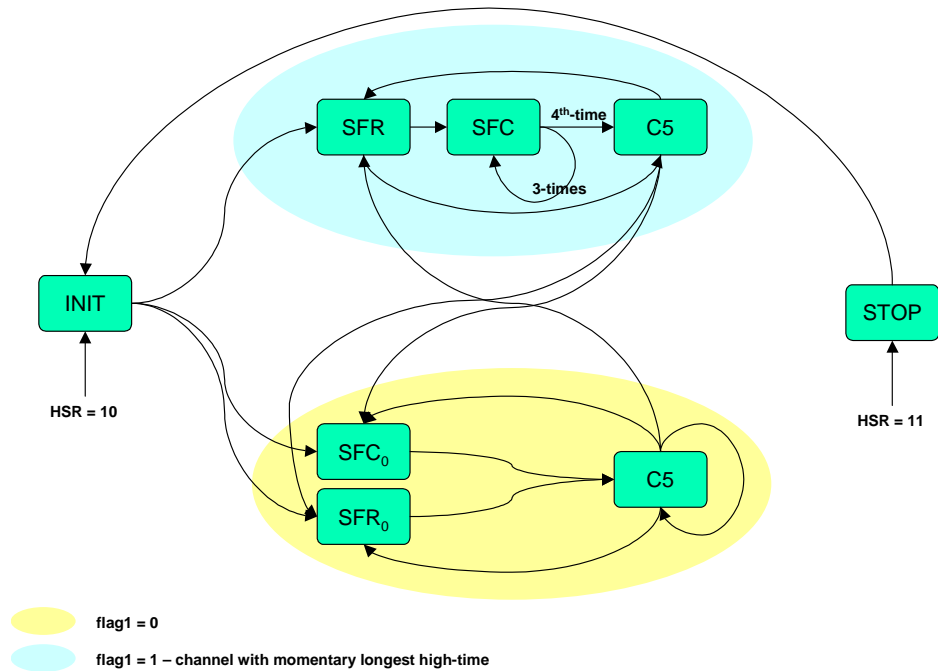 4th-time
SFR
SFC
C5
3-times
INIT
STOP
HSR = 10
HSR = 11
SFC0
C5
SFR0
flag1 = 0
flag1 = 1 – channel with momentary longest high-time